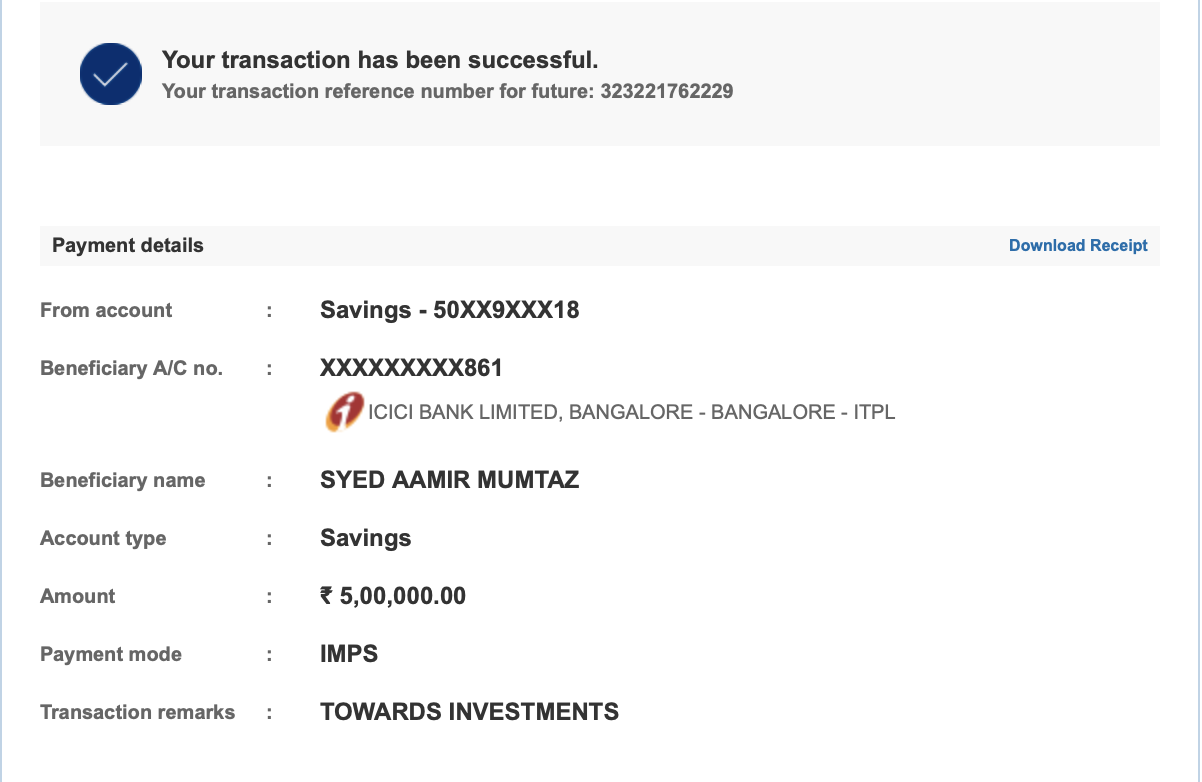 Your transaction has been successful.
Your transaction reference number for future: 323221762229
Payment details Download Receipt
From account : Savings - 50XX9XXX18
Beneficiary A/C no. : XXXXXXXXX861
ICICI BANK LIMITED, BANGALORE - BANGALORE - ITPL
Beneficiary name : SYED AAMIR MUMTAZ
Account type : Savings
Amount : ₹ 5,00,000.00
Payment mode : IMPS
Transaction remarks : TOWARDS INVESTMENTS